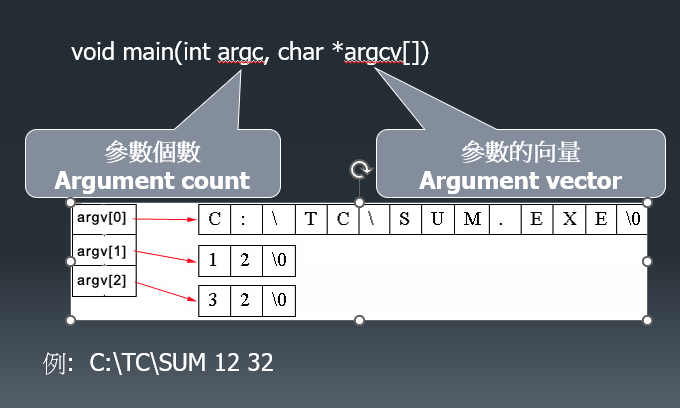 void main(int argc, char *argcv[])
參數個數
Argument count
參數的向量
Argument vector
argv[0] C : \ T C \ S U M . E X E \0
argv[1] 1 2 \0
argv[2] 3 2 \0
例: C:\TC\SUM 12 32